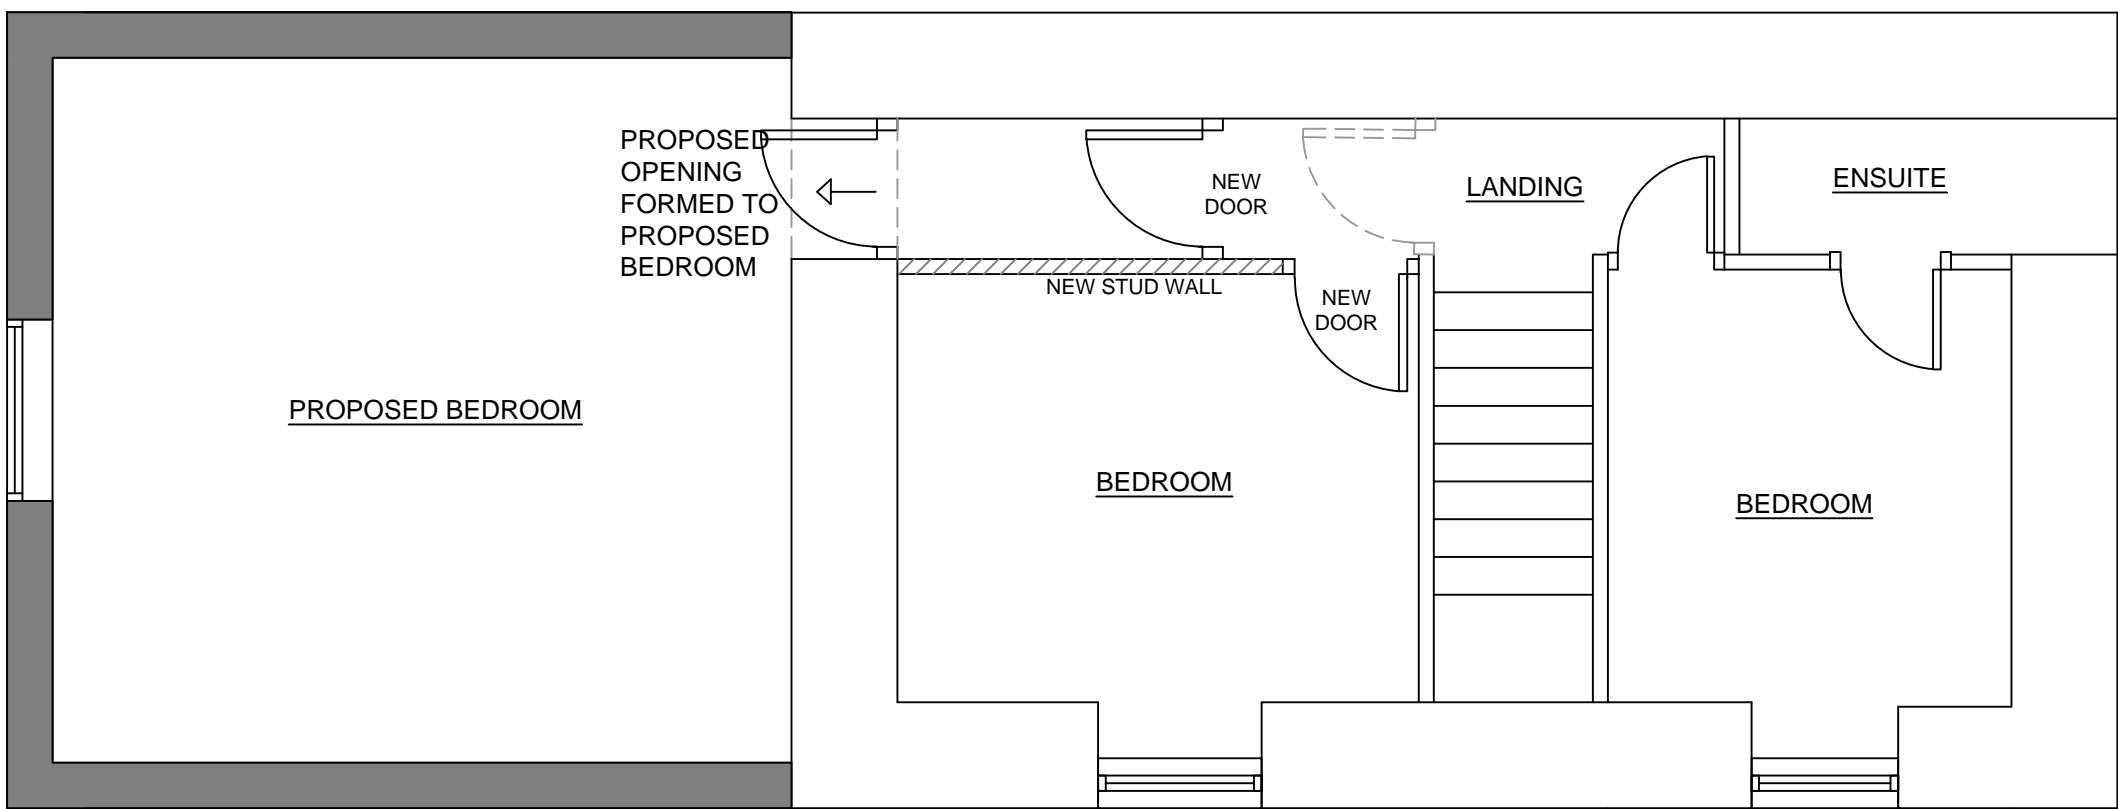 PROPOSED
OPENING
FORMED TO
PROPOSED
BEDROOM
NEW
DOOR
LANDING
ENSUITE
NEW STUD WALL
NEW
DOOR
PROPOSED BEDROOM
BEDROOM
BEDROOM